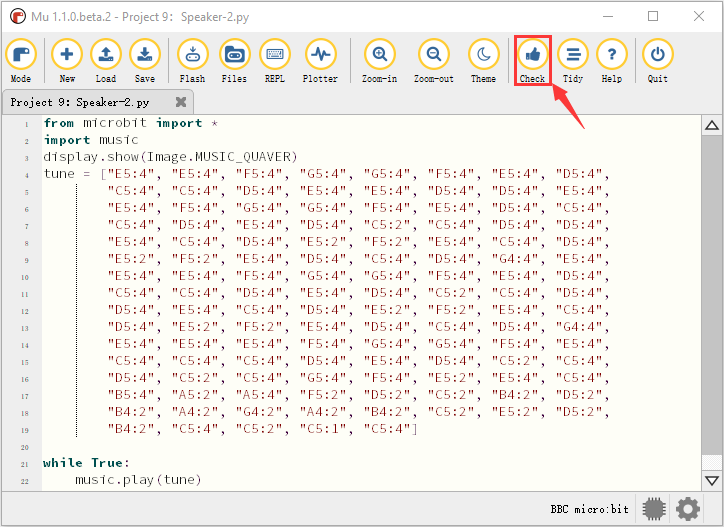 Mu 1.1.0.beta.2 - Project 9: Speaker-2.py
Mode New Load Save Flash Files REPL Plotter Zoom-in Zoom-out Theme Check Tidy Help Quit
Project 9: Speaker-2.py
1 from microbit import *
2 import music
3 display.show(Image.MUSIC_QUAVER)
4 tune = ["E5:4", "E5:4", "F5:4", "G5:4", "G5:4", "F5:4", "E5:4", "D5:4",
5 "C5:4", "C5:4", "D5:4", "E5:4", "E5:4", "D5:4", "D5:4", "E5:4",
6 "E5:4", "F5:4", "G5:4", "G5:4", "F5:4", "E5:4", "D5:4", "C5:4",
7 "C5:4", "D5:4", "E5:4", "D5:4", "C5:2", "C5:4", "D5:4", "D5:4",
8 "E5:4", "C5:4", "D5:4", "E5:2", "F5:2", "E5:4", "C5:4", "D5:4",
9 "E5:2", "F5:2", "E5:4", "D5:4", "C5:4", "D5:4", "G4:4", "E5:4",
10 "E5:4", "E5:4", "F5:4", "G5:4", "G5:4", "F5:4", "E5:4", "D5:4",
11 "C5:4", "C5:4", "D5:4", "E5:4", "D5:4", "C5:2", "C5:4", "D5:4",
12 "D5:4", "E5:4", "C5:4", "D5:4", "E5:2", "F5:2", "E5:4", "C5:4",
13 "D5:4", "E5:2", "F5:2", "E5:4", "D5:4", "C5:4", "D5:4", "G4:4",
14 "E5:4", "E5:4", "E5:4", "F5:4", "G5:4", "G5:4", "F5:4", "E5:4",
15 "C5:4", "C5:4", "C5:4", "D5:4", "E5:4", "D5:4", "C5:2", "C5:4",
16 "D5:4", "C5:2", "C5:4", "G5:4", "F5:4", "E5:2", "E5:4", "C5:4",
17 "B5:4", "A5:2", "A5:4", "F5:2", "D5:2", "C5:2", "B4:2", "D5:2",
18 "B4:2", "A4:2", "G4:2", "A4:2", "B4:2", "C5:2", "E5:2", "D5:2",
19 "B4:2", "C5:4", "C5:2", "C5:1", "C5:4"]
20
21 while True:
22 music.play(tune)
BBC micro:bit